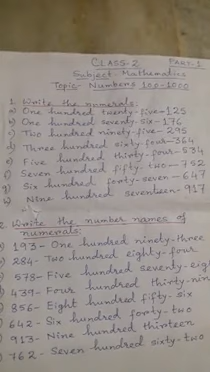 CLASS-2 PART-1
Subject- Mathematics
Topic- Numbers 100-1000
1. Write the numerals:
a) One hundred twenty-five-125
b) One hundred seventy-six-176
c) Two hundred ninety-five-295
d) Three hundred sixty-four-364
e) Five hundred thirty-four-534
f) Seven hundred fifty two-752
g) Six hundred forty-seven-647
h) Nine hundred seventeen-917
2. Write the number names of
numerals:
) 193- One hundred ninety-three
) 284- Two hundred eighty-four
) 578- Five hundred seventy-eig
) 439- Four hundred thirty-nin
) 856- Eight hundred fifty-six
) 642- Six hundred forty-two
) 913- Nine hundred thirteen
) 762- Seven hundred sixty-two